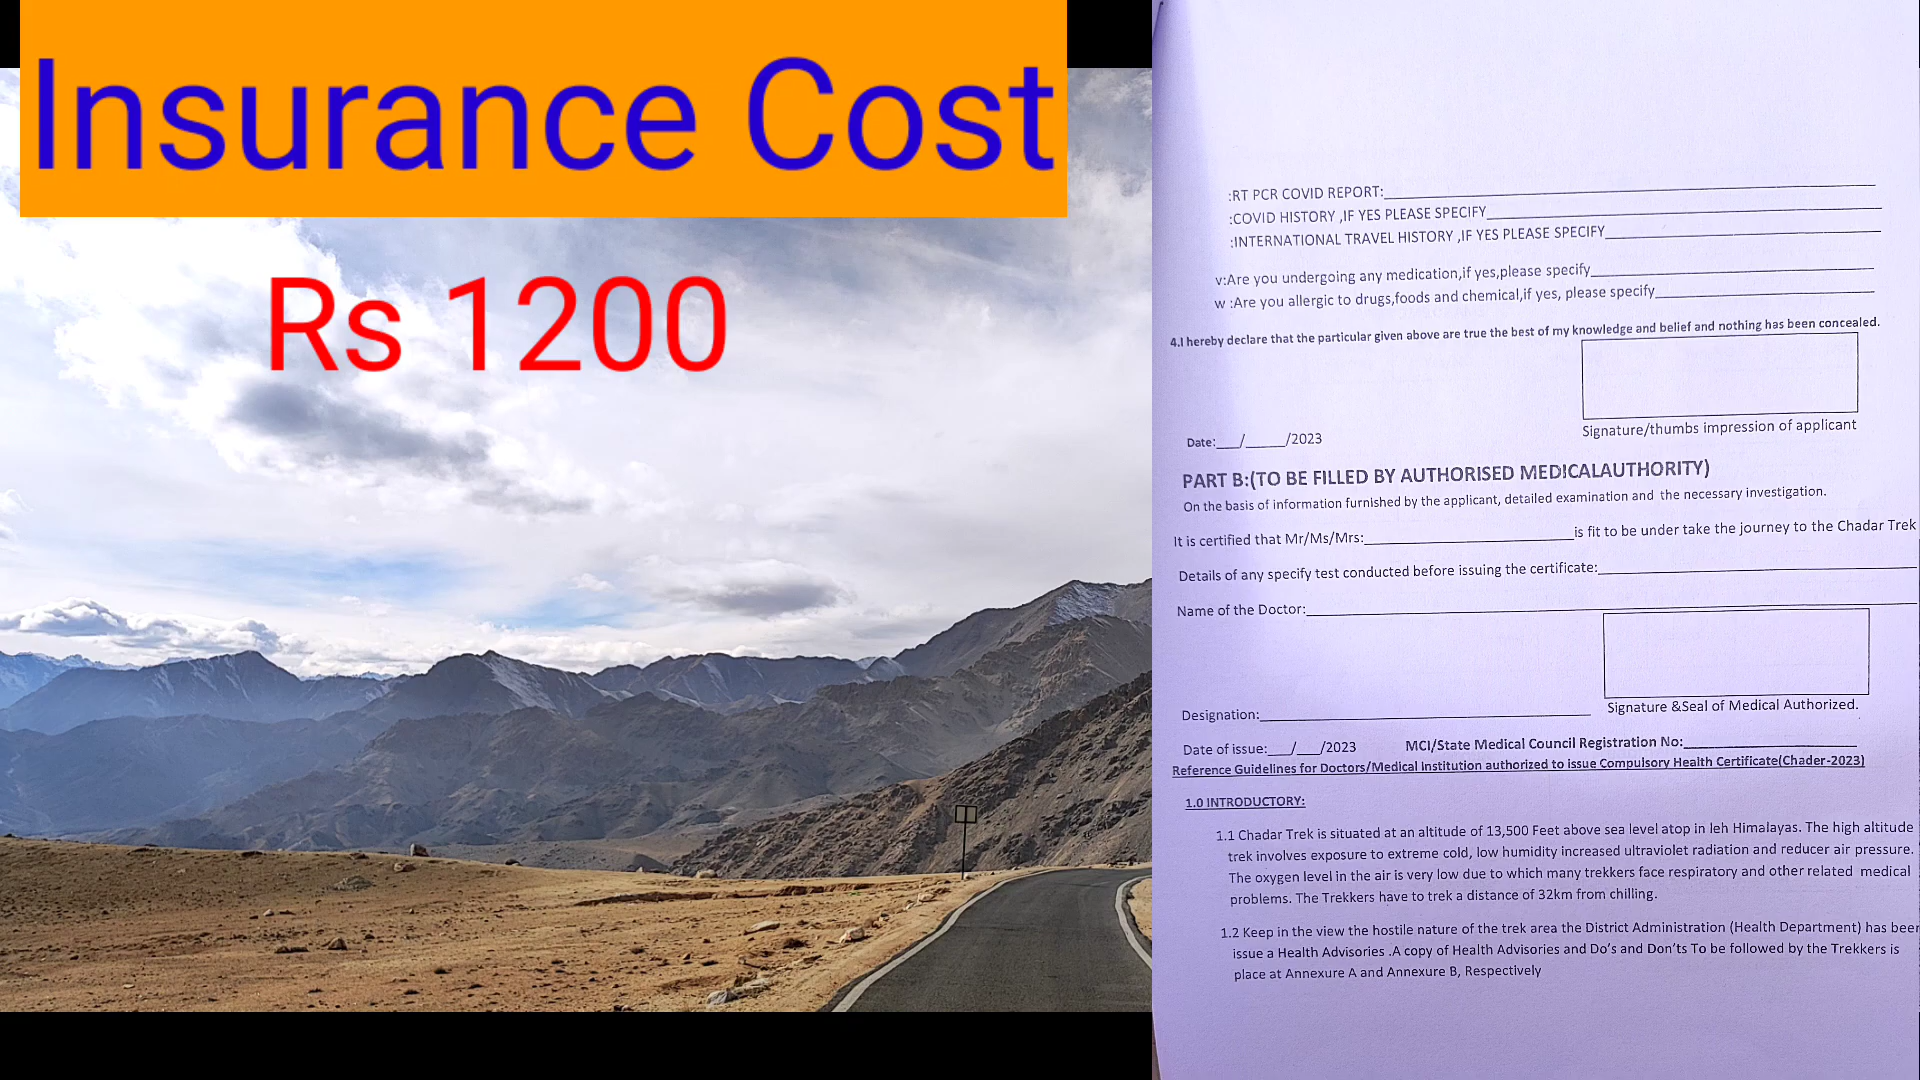 Insurance Cost
Rs 1200
:RT PCR COVID REPORT:
:COVID HISTORY ,IF YES PLEASE SPECIFY
:INTERNATIONAL TRAVEL HISTORY ,IF YES PLEASE SPECIFY
v:Are you undergoing any medication,if yes,please specify
w :Are you allergic to drugs,foods and chemical,if yes, please specify
4.I hereby declare that the particular given above are true the best of my knowledge and belief and nothing has been concealed.
Signature/thumbs impression of applicant
Date:___/_____/2023
PART B:(TO BE FILLED BY AUTHORISED MEDICALAUTHORITY)
On the basis of information furnished by the applicant, detailed examination and the necessary investigation.
It is certified that Mr/Ms/Mrs:____________________is fit to be under take the journey to the Chadar Trek
Details of any specify test conducted before issuing the certificate:
Name of the Doctor:
Signature &Seal of Medical Authorized.
Designation:
Date of issue:___/___/2023 MCI/State Medical Council Registration No:
Reference Guidelines for Doctors/Medical Institution authorized to issue Compulsory Health Certificate(Chader-2023)
1.0 INTRODUCTORY:
1.1 Chadar Trek is situated at an altitude of 13,500 Feet above sea level atop in leh Himalayas. The high altitude
trek involves exposure to extreme cold, low humidity increased ultraviolet radiation and reducer air pressure.
The oxygen level in the air is very low due to which many trekkers face respiratory and other related medical
problems. The Trekkers have to trek a distance of 32km from chilling.
1.2 Keep in the view the hostile nature of the trek area the District Administration (Health Department) has been
issue a Health Advisories .A copy of Health Advisories and Do's and Don'ts To be followed by the Trekkers is
place at Annexure A and Annexure B, Respectively